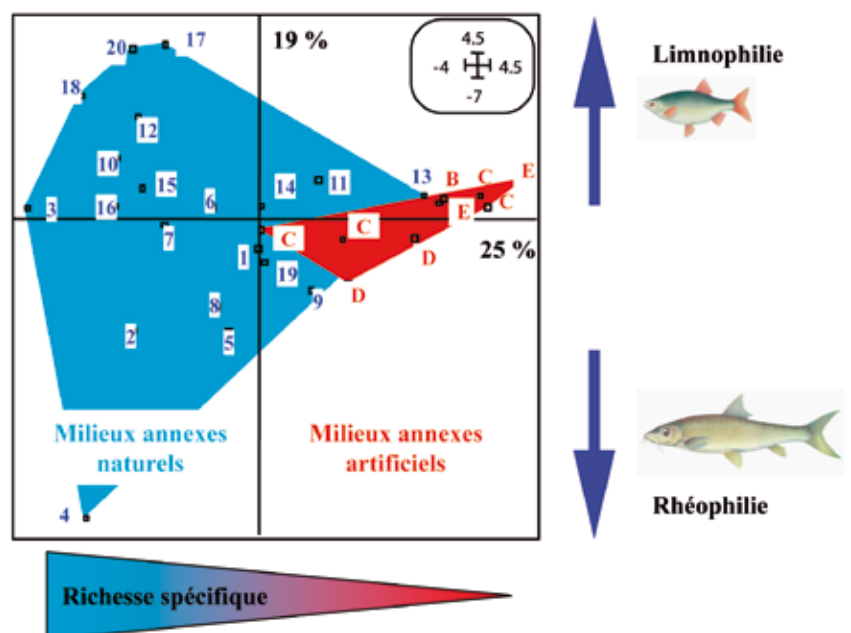 20
17
19 %
4.5
-4
4.5
-7
Limnophilie
18
12
10
15
11
13
B
C
E
3
16
6
14
E
C
7
C
C
1
25 %
19
D
9
D
8
2
5
Milieux annexes
naturels
Milieux annexes
artificiels
4
Rhéophilie
Richesse spécifique